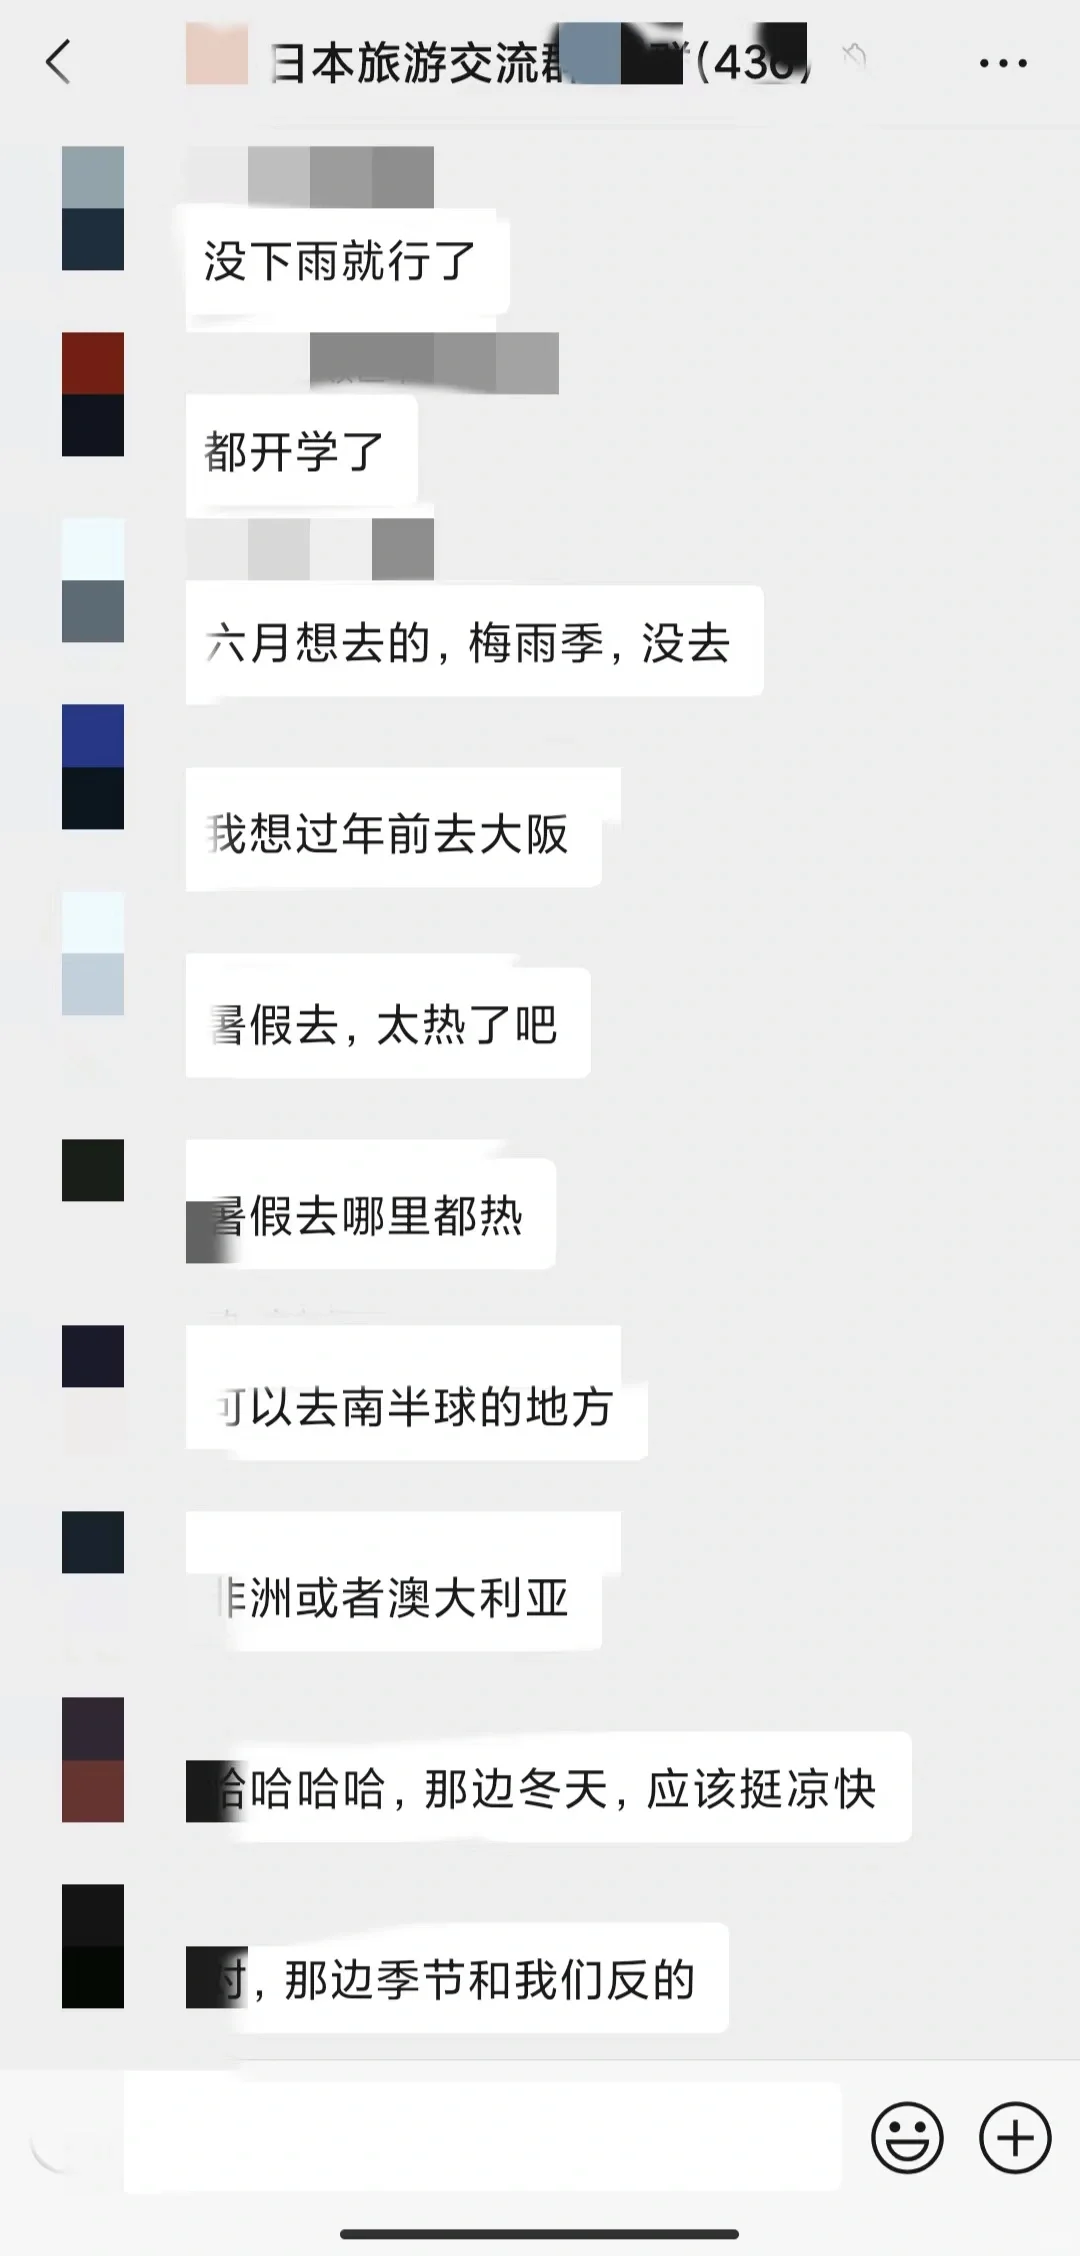 日本旅游交流群
没下雨就行了
都开学了
六月想去的，梅雨季，没去
我想过年前去大阪
暑假去，太热了吧
暑假去哪里都热
可以去南半球的地方
非洲或者澳大利亚
哈哈哈哈，那边冬天，应该挺凉快
对，那边季节和我们反的